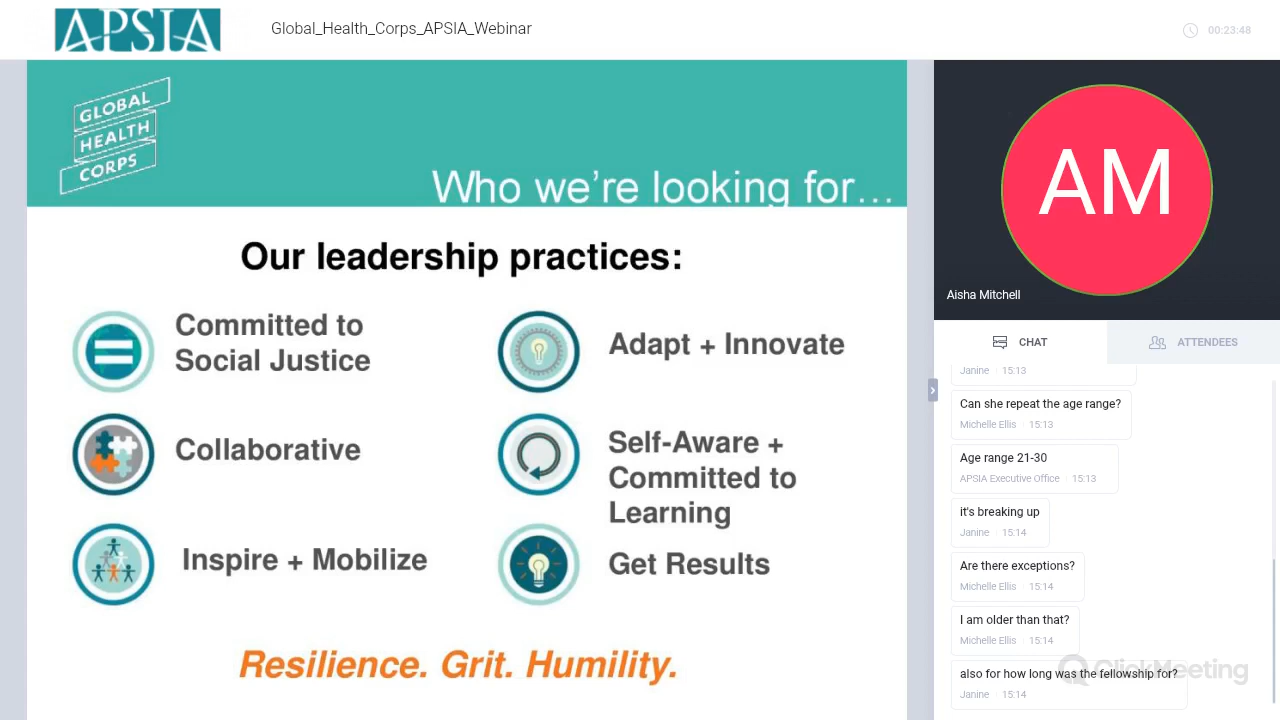 APSIA
Global_Health_Corps_APSIA_Webinar
00:23:48
GLOBAL
HEALTH
CORPS
Who we're looking for...
Our leadership practices:
Committed to
Social Justice
Adapt + Innovate
Collaborative
Self-Aware +
Committed to
Learning
Inspire + Mobilize
Get Results
Resilience. Grit. Humility.
AM
Aisha Mitchell
CHAT
ATTENDEES
Janine 15:13
Can she repeat the age range?
Michelle Ellis 15:13
Age range 21-30
APSIA Executive Office 15:13
it's breaking up
Janine 15:14
Are there exceptions?
Michelle Ellis 15:14
I am older than that?
Michelle Ellis 15:14
also for how long was the fellowship for?
Janine 15:14
ClickMeeting